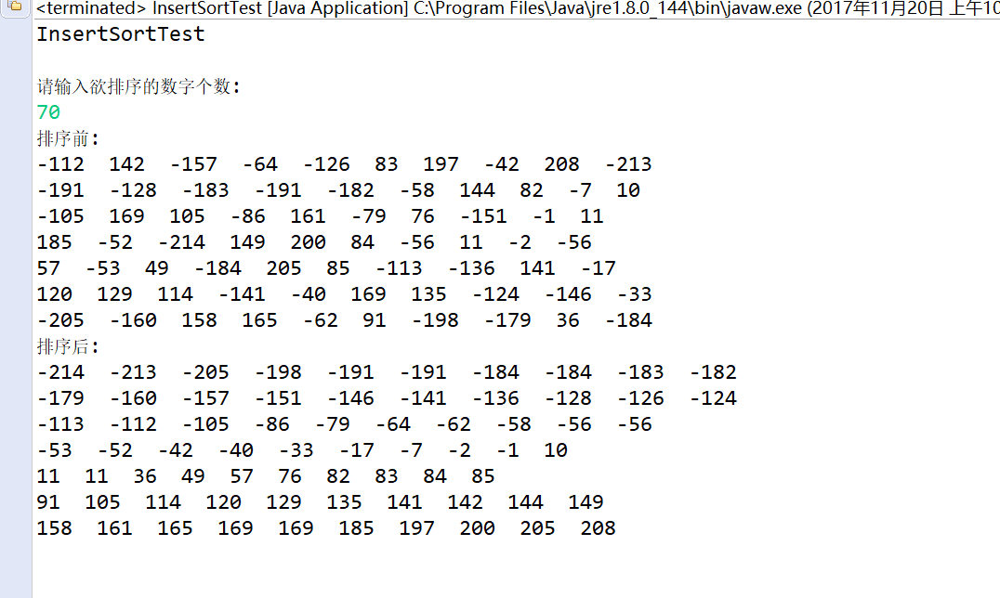 <terminated> InsertSortTest [Java Application] C:\Program Files\Java\jre1.8.0_144\bin\javaw.exe (2017年11月20日 上午10
InsertSortTest
请输入欲排序的数字个数:
70
排序前:
-112 142 -157 -64 -126 83 197 -42 208 -213
-191 -128 -183 -191 -182 -58 144 82 -7 10
-105 169 105 -86 161 -79 76 -151 -1 11
185 -52 -214 149 200 84 -56 11 -2 -56
57 -53 49 -184 205 85 -113 -136 141 -17
120 129 114 -141 -40 169 135 -124 -146 -33
-205 -160 158 165 -62 91 -198 -179 36 -184
排序后:
-214 -213 -205 -198 -191 -191 -184 -184 -183 -182
-179 -160 -157 -151 -146 -141 -136 -128 -126 -124
-113 -112 -105 -86 -79 -64 -62 -58 -56 -56
-53 -52 -42 -40 -33 -17 -7 -2 -1 10
11 11 36 49 57 76 82 83 84 85
91 105 114 120 129 135 141 142 144 149
158 161 165 169 169 185 197 200 205 208